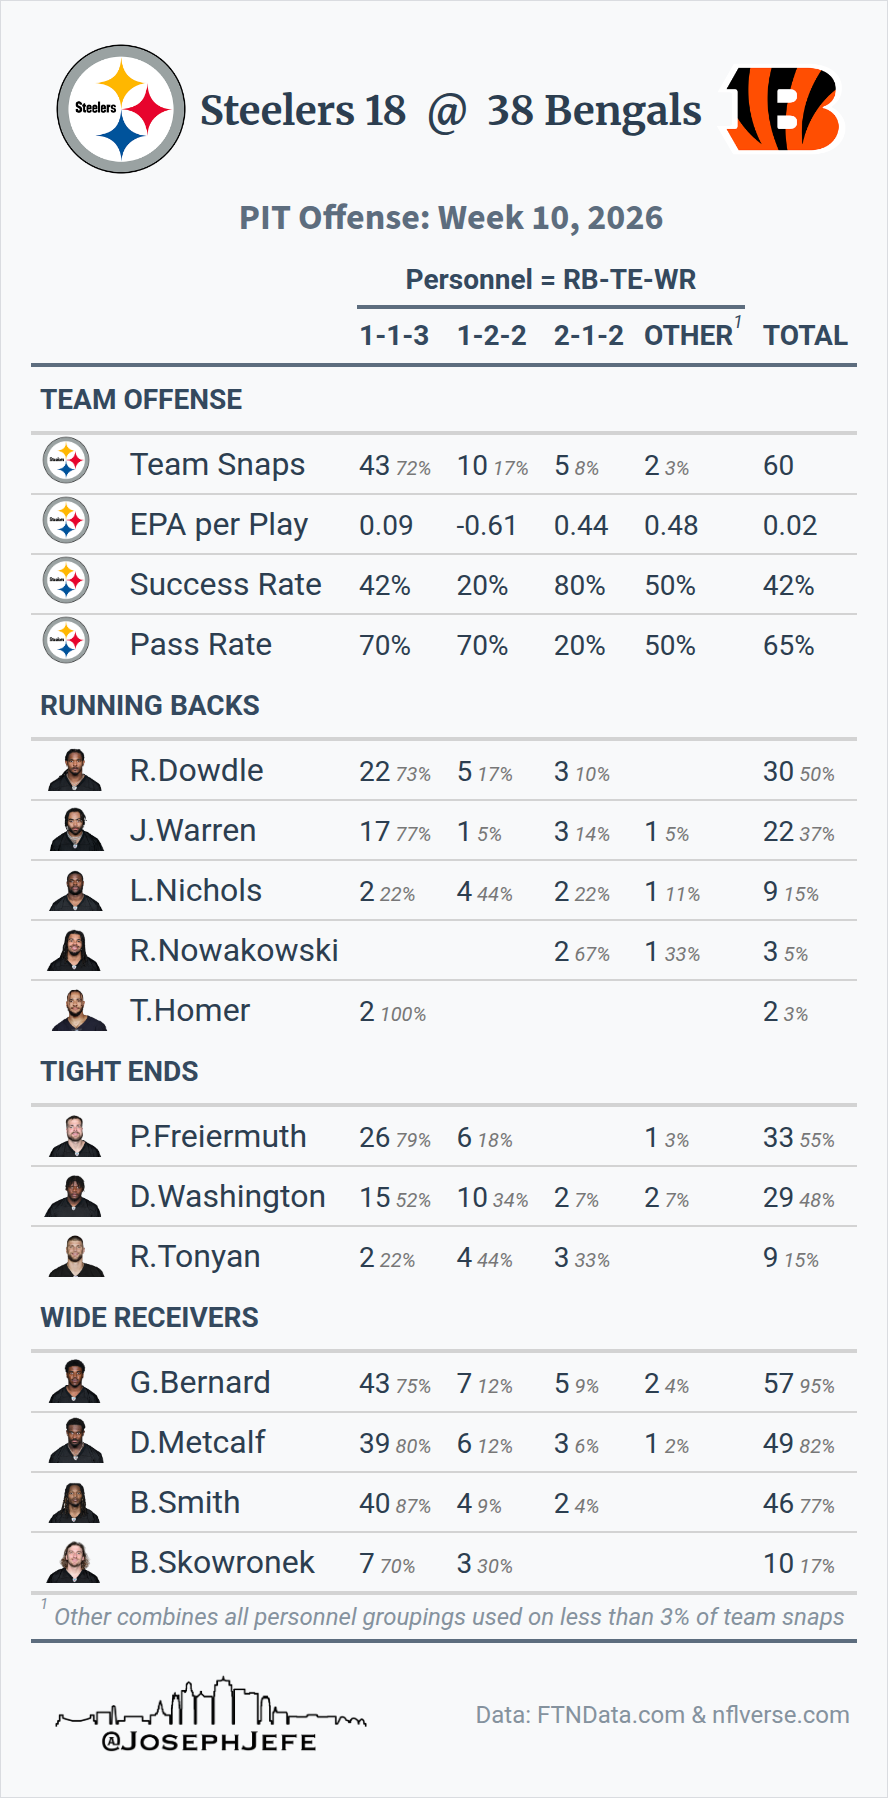 Steelers
Steelers 18 @ 38 Bengals
PIT Offense: Week 10, 2026
Personnel = RB-TE-WR
1-1-3 1-2-2 2-1-2 OTHER1 TOTAL
TEAM OFFENSE
Team Snaps 43 72% 10 17% 5 8% 2 3% 60
EPA per Play 0.09 -0.61 0.44 0.48 0.02
Success Rate 42% 20% 80% 50% 42%
Pass Rate 70% 70% 20% 50% 65%
RUNNING BACKS
R.Dowdle 22 73% 5 17% 3 10% 30 50%
J.Warren 17 77% 1 5% 3 14% 1 5% 22 37%
L.Nichols 2 22% 4 44% 2 22% 1 11% 9 15%
R.Nowakowski 2 67% 1 33% 3 5%
T.Homer 2 100% 2 3%
TIGHT ENDS
P.Freiermuth 26 79% 6 18% 1 3% 33 55%
D.Washington 15 52% 10 34% 2 7% 2 7% 29 48%
R.Tonyan 2 22% 4 44% 3 33% 9 15%
WIDE RECEIVERS
G.Bernard 43 75% 7 12% 5 9% 2 4% 57 95%
D.Metcalf 39 80% 6 12% 3 6% 1 2% 49 82%
B.Smith 40 87% 4 9% 2 4% 46 77%
B.Skowronek 7 70% 3 30% 10 17%
1 Other combines all personnel groupings used on less than 3% of team snaps
@JOSEPHJEFE
Data: FTNData.com & nflverse.com